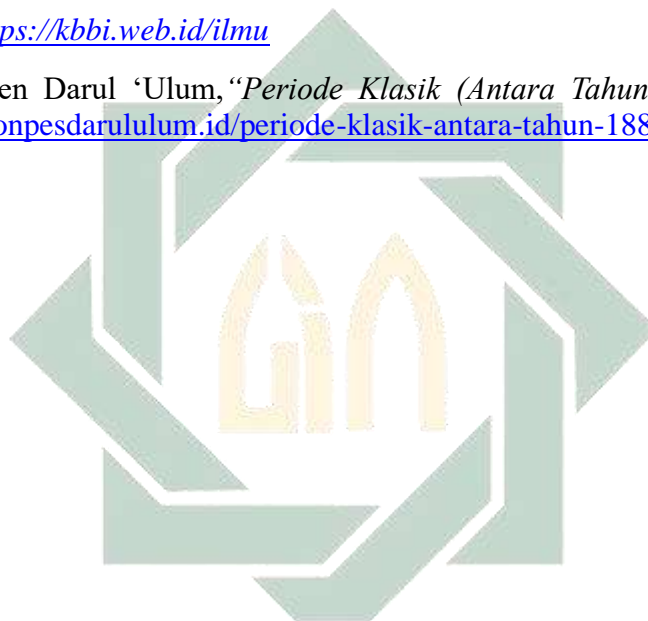 ps://kbbi.web.id/ilmu
en Darul ‘Ulum,“Periode Klasik (Antara Tahun
onpesdarululum.id/periode-klasik-antara-tahun-188